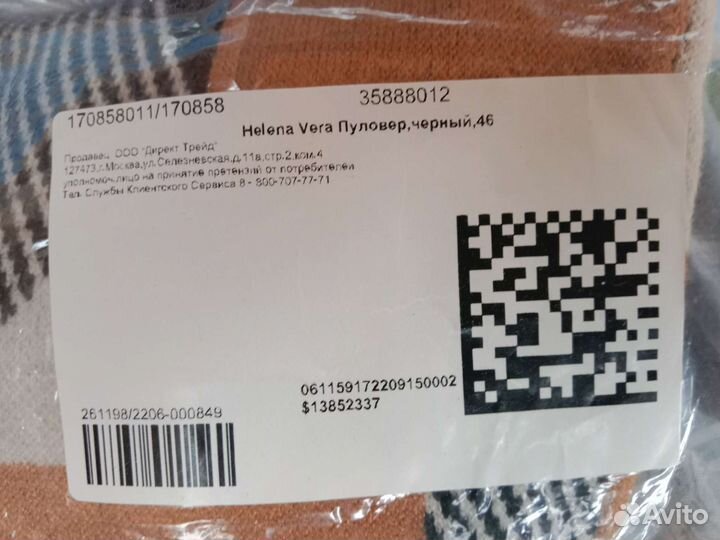 170858011/170858
35888012
Helena Vera Пуловер,черный,46
Продавец ООО "Директ Трейд"
127473,г.Москва,ул.Селезневская,д.11а,стр.2,ком.4
уполномоч.лицо на принятие претензий от потребителей
Тел. Службы Клиентского Сервиса 8 - 800-707-77-71
261198/2206-000849
061159172209150002
$13852337
Avito